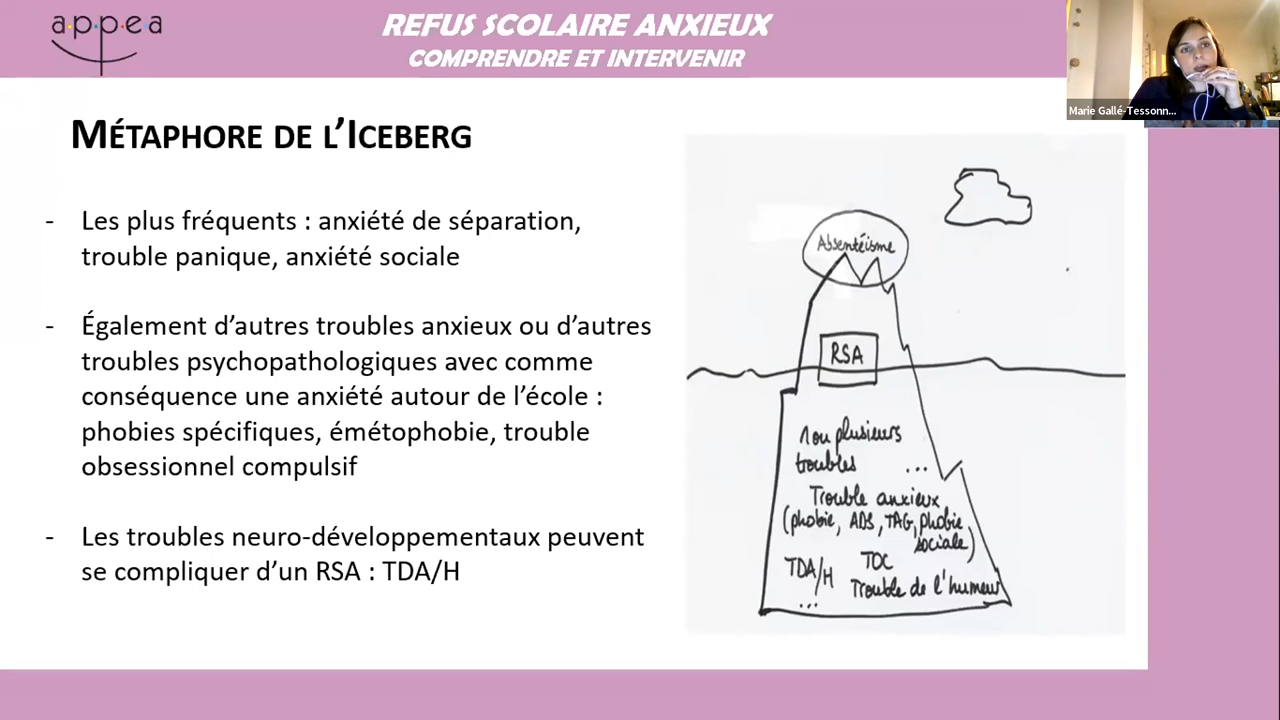 appea
REFUS SCOLAIRE ANXIEUX
COMPRENDRE ET INTERVENIR
Marie Gallé-Tessonn...
MÉTAPHORE DE L’ICEBERG
- Les plus fréquents : anxiété de séparation,
trouble panique, anxiété sociale
- Également d’autres troubles anxieux ou d’autres
troubles psychopathologiques avec comme
conséquence une anxiété autour de l’école :
phobies spécifiques, émétophobie, trouble
obsessionnel compulsif
- Les troubles neuro-développementaux peuvent
se compliquer d’un RSA : TDA/H
Absentéisme
RSA
1 ou plusieurs
troubles ...
Trouble anxieux
(phobie, ADS, TAG, phobie
sociale)
TDA/H TOC
Trouble de l'humeur
...